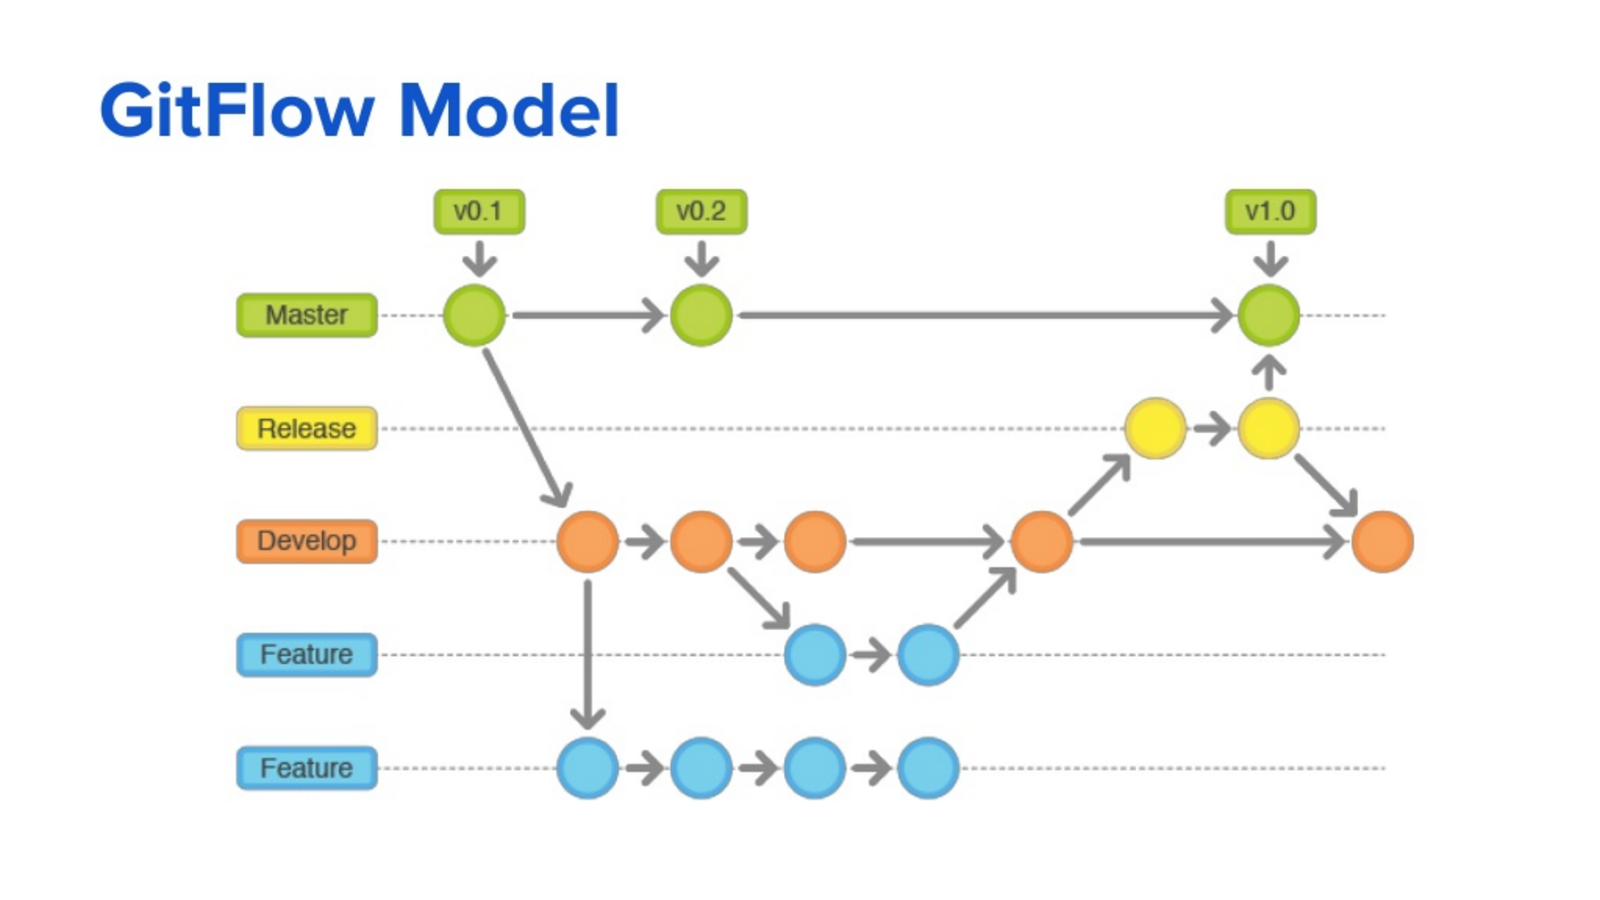 GitFlow Model
v0.1
v0.2
v1.0
Master
Release
Develop
Feature
Feature